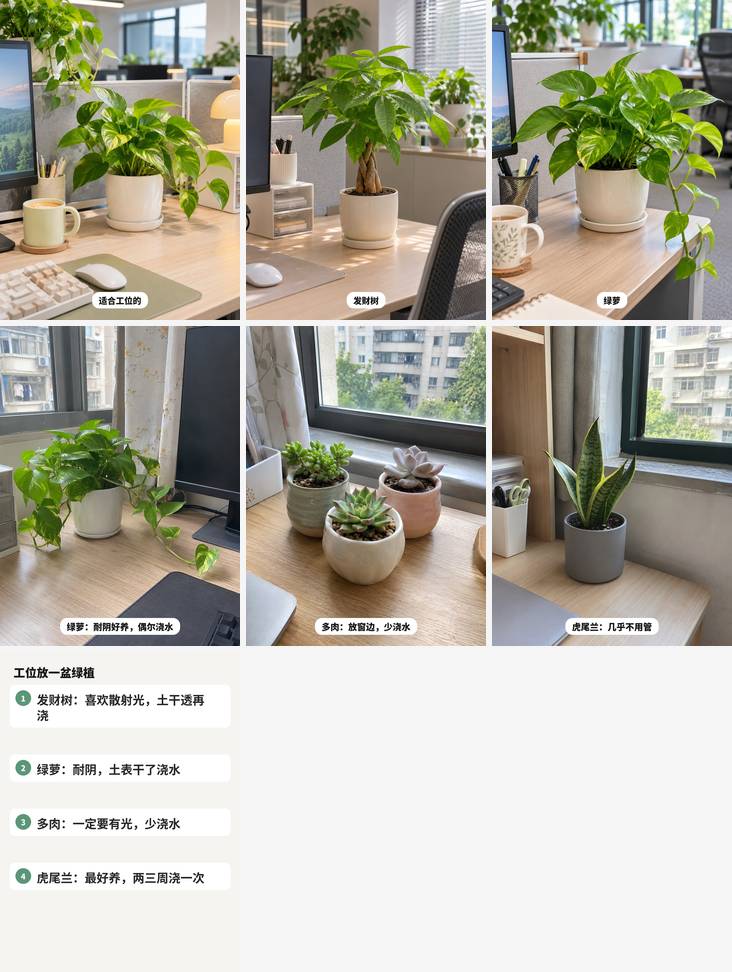 适合工位的
发财树
绿萝
绿萝：耐阴好养，偶尔浇水
多肉：放窗边，少浇水
虎尾兰：几乎不用管
工位放一盆绿植
1 发财树：喜欢散射光，土干透再
浇
2 绿萝：耐阴，土表干了浇水
3 多肉：一定要有光，少浇水
4 虎尾兰：最好养，两三周浇一次